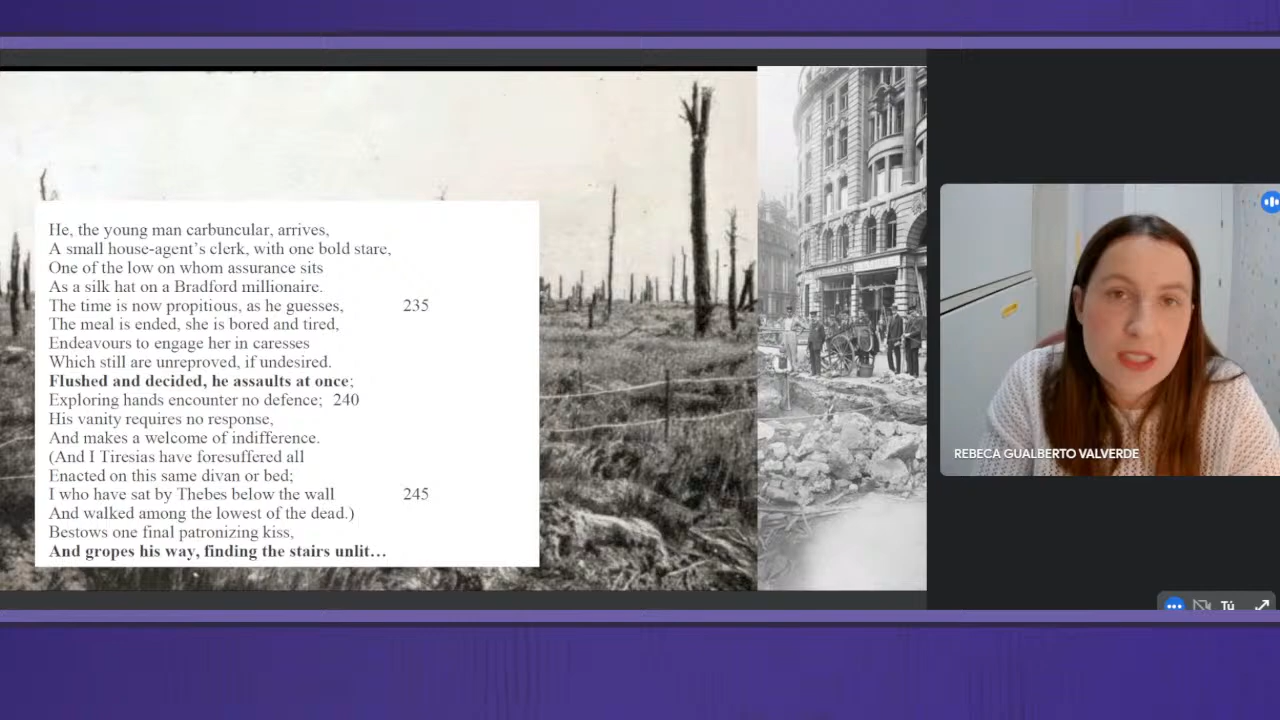 He, the young man carbuncular, arrives,
A small house-agent’s clerk, with one bold stare,
One of the low on whom assurance sits
As a silk hat on a Bradford millionaire.
The time is now propitious, as he guesses, 235
The meal is ended, she is bored and tired,
Endeavours to engage her in caresses
Which still are unreproved, if undesired.
Flushed and decided, he assaults at once;
Exploring hands encounter no defence; 240
His vanity requires no response,
And makes a welcome of indifference.
(And I Tiresias have foresuffered all
Enacted on this same divan or bed;
I who have sat by Thebes below the wall 245
And walked among the lowest of the dead.)
Bestows one final patronizing kiss,
And gropes his way, finding the stairs unlit…
REBECA GUALBERTO VALVERDE
Tú